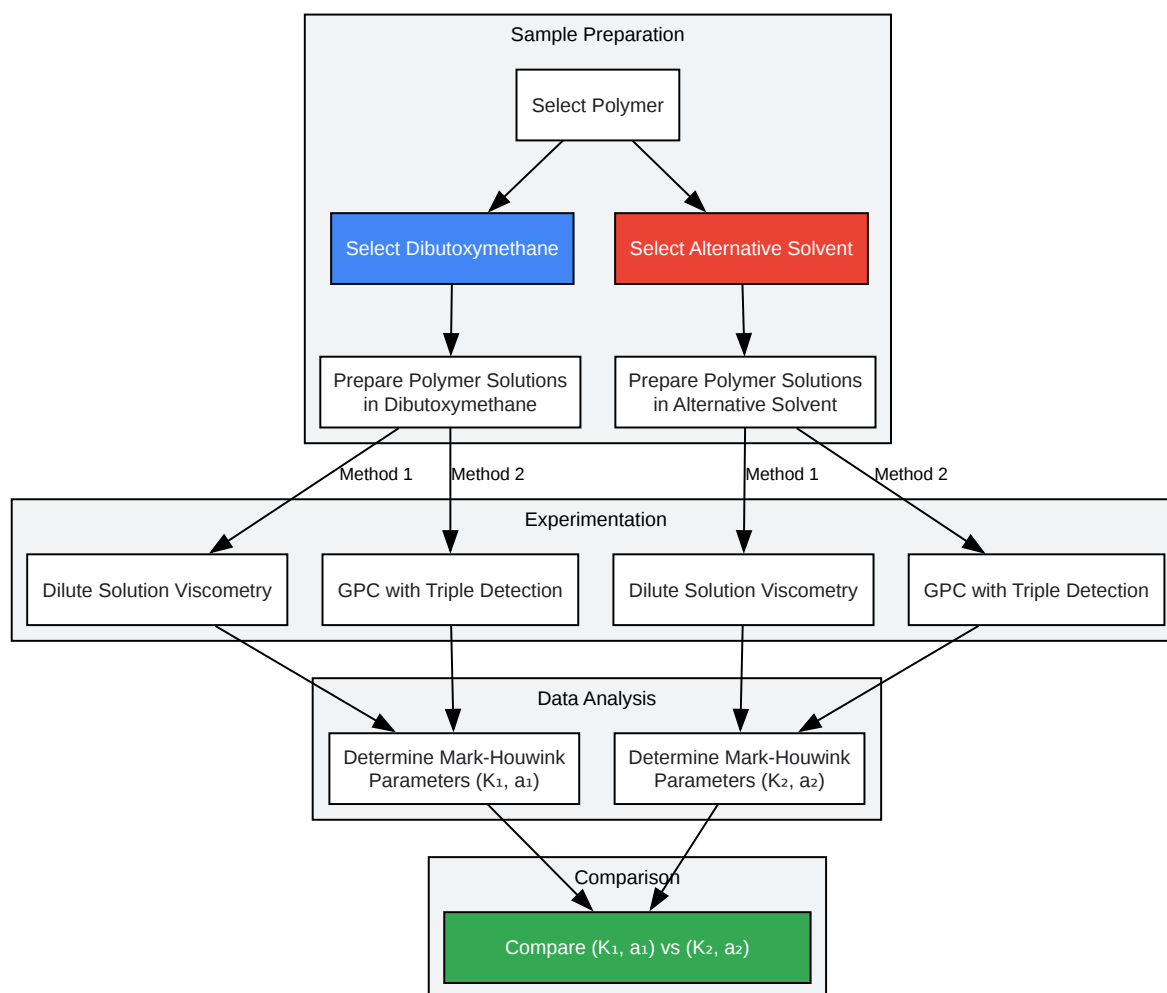 Sample Preparation
Select Polymer
Select Dibutoxymethane
Select Alternative Solvent
Prepare Polymer Solutions
in Dibutoxymethane
Prepare Polymer Solutions
in Alternative Solvent
Method 1
Method 2
Method 1
Method 2
Experimentation
Dilute Solution Viscometry
GPC with Triple Detection
Dilute Solution Viscometry
GPC with Triple Detection
Data Analysis
Determine Mark-Houwink
Parameters (K₁, a₁)
Determine Mark-Houwink
Parameters (K₂, a₂)
Comparison
Compare (K₁, a₁) vs (K₂, a₂)